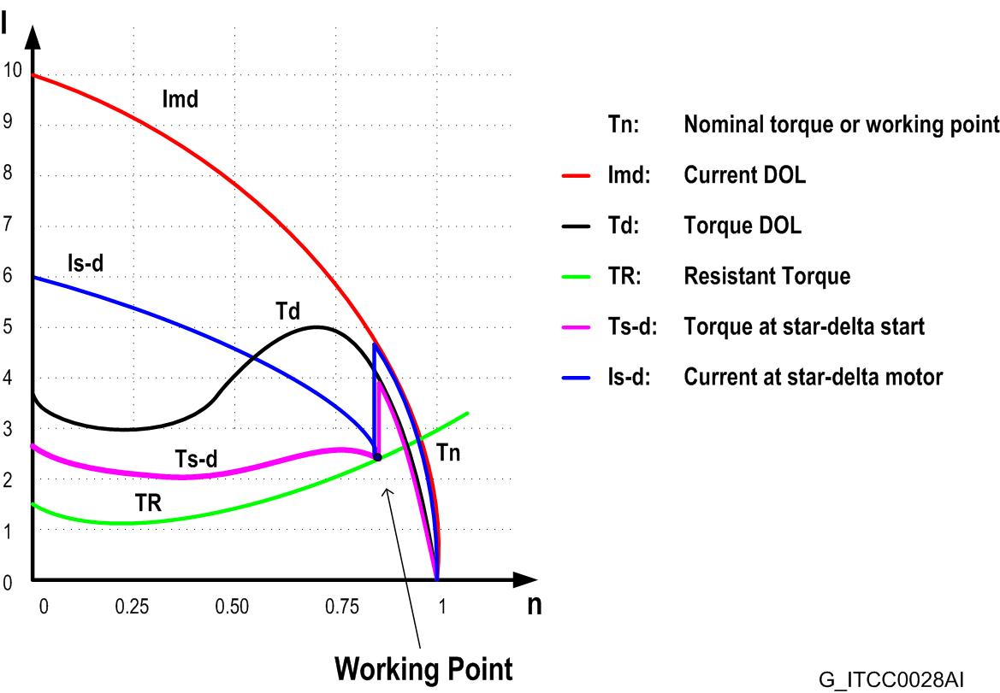 I
10
9
8
7
6
5
4
3
2
1
0
Imd
Is-d
Td
Ts-d
TR
Tn
0 0.25 0.50 0.75 1 n
Working Point
Tn: Nominal torque or working point
Imd: Current DOL
Td: Torque DOL
TR: Resistant Torque
Ts-d: Torque at star-delta start
Is-d: Current at star-delta motor
G_ITCC0028AI